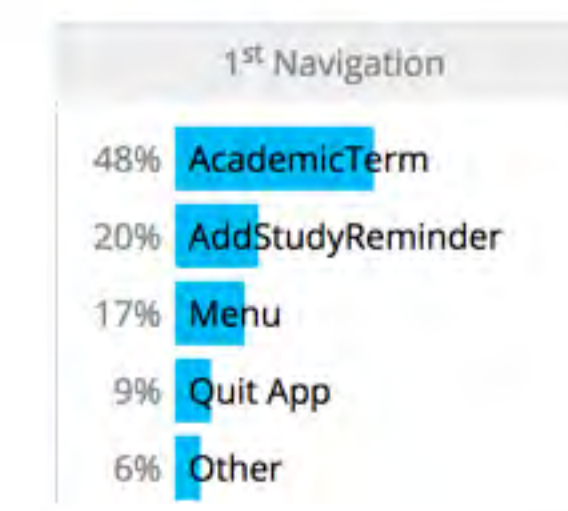 1st Navigation
48% AcademicTerm
20% AddStudyReminder
17% Menu
9% Quit App
6% Other